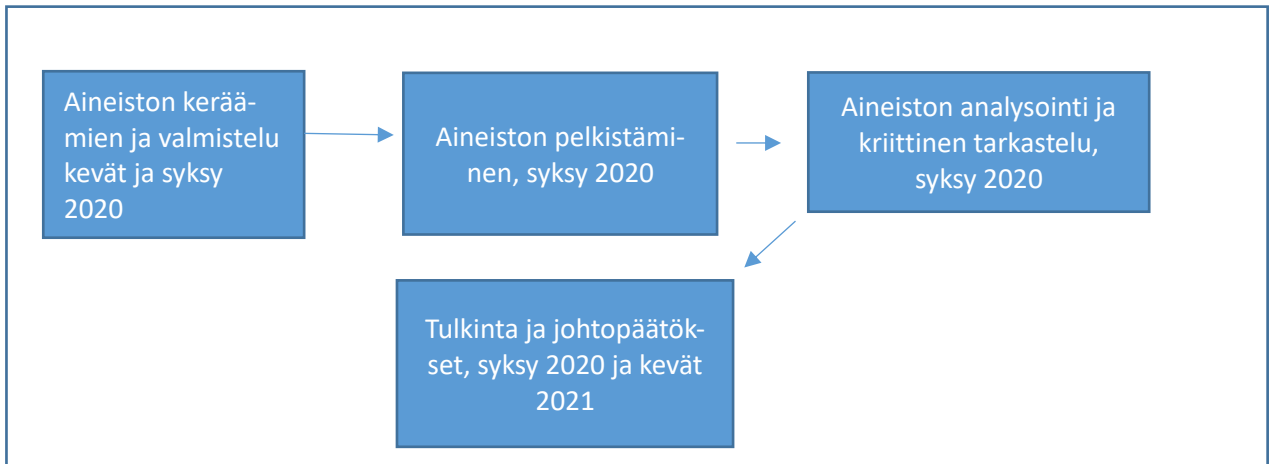 Aineiston kerää-
mien ja valmistelu
kevät ja syksy
2020
Aineiston pelkistämi-
nen, syksy 2020
Aineiston analysointi ja
kriittinen tarkastelu,
syksy 2020
Tulkinta ja johtopäätök-
set, syksy 2020 ja kevät
2021